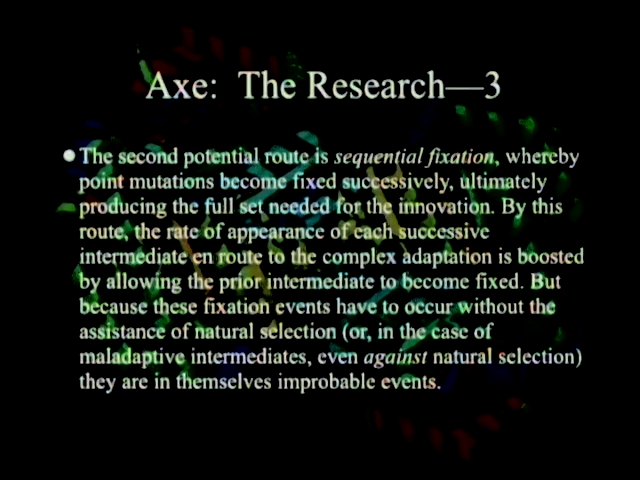 Axe: The Research—3
The second potential route is sequential fixation, whereby
point mutations become fixed successively, ultimately
producing the full set needed for the innovation. By this
route, the rate of appearance of each successive
intermediate en route to the complex adaptation is boosted
by allowing the prior intermediate to become fixed. But
because these fixation events have to occur without the
assistance of natural selection (or, in the case of
maladaptive intermediates, even against natural selection)
they are in themselves improbable events.